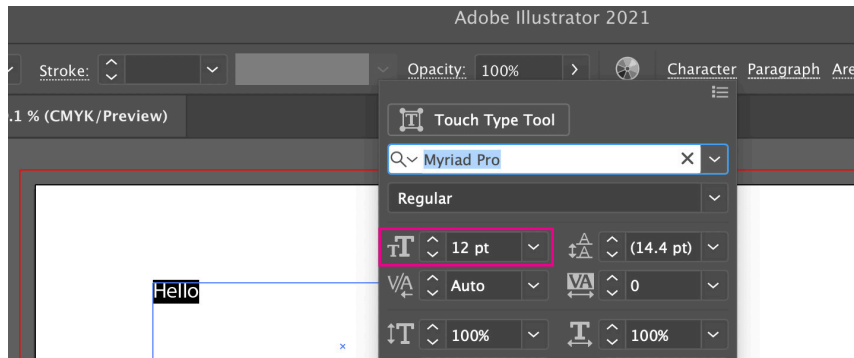 Adobe Illustrator 2021
Stroke: Opacity: 100% Character Paragraph Are
.1 % (CMYK/Preview)
Touch Type Tool
Myriad Pro
Regular
12 pt (14.4 pt)
Auto 0
Hello
100% 100%